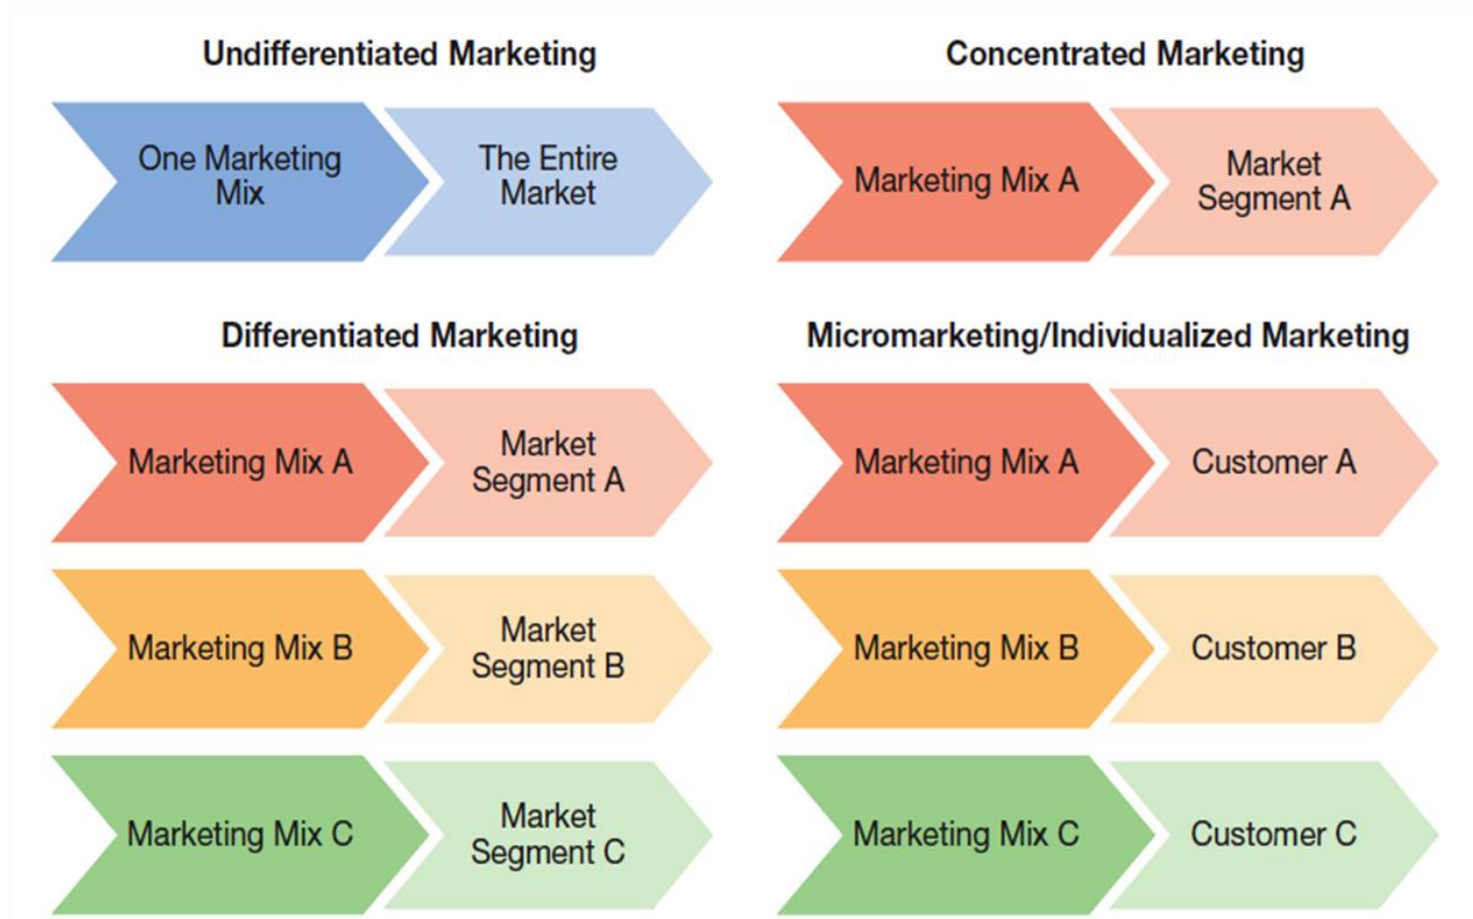 Undifferentiated Marketing
One Marketing
Mix
The Entire
Market
Concentrated Marketing
Marketing Mix A
Market
Segment A
Differentiated Marketing
Marketing Mix A
Market
Segment A
Marketing Mix B
Market
Segment B
Marketing Mix C
Market
Segment C
Micromarketing/Individualized Marketing
Marketing Mix A
Customer A
Marketing Mix B
Customer B
Marketing Mix C
Customer C